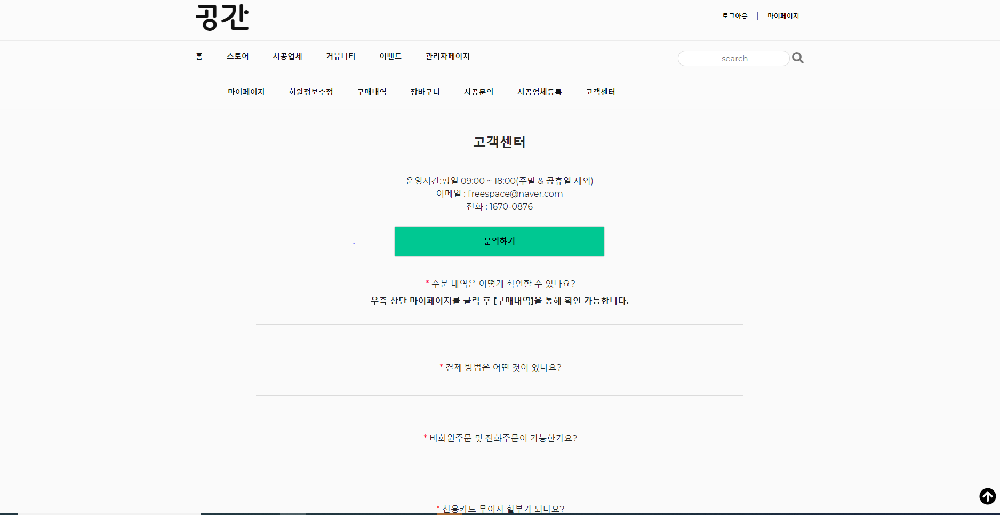 공간
로그아웃 | 마이페이지
홈 스토어 시공업체 커뮤니티 이벤트 관리자페이지 search
마이페이지 회원정보수정 구매내역 장바구니 시공문의 시공업체등록 고객센터
고객센터
운영시간:평일 09:00 ~ 18:00(주말 & 공휴일 제외)
이메일 : freespace@naver.com
전화 : 1670-0876
문의하기
* 주문 내역은 어떻게 확인할 수 있나요?
우측 상단 마이페이지를 클릭 후 [구매내역]을 통해 확인 가능합니다.
* 결제 방법은 어떤 것이 있나요?
* 비회원주문 및 전화주문이 가능한가요?
* 신용카드 무이자 할부가 되나요?